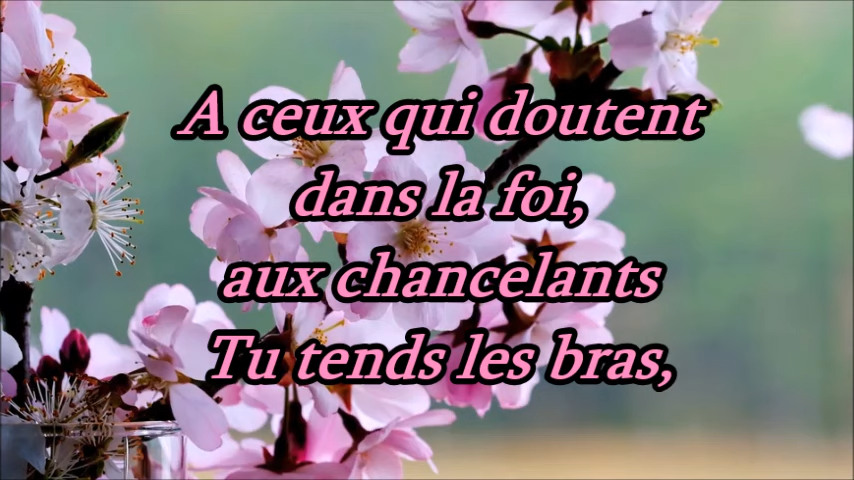 A ceux qui doutent
dans la foi,
aux chancelants
Tu tends les bras,